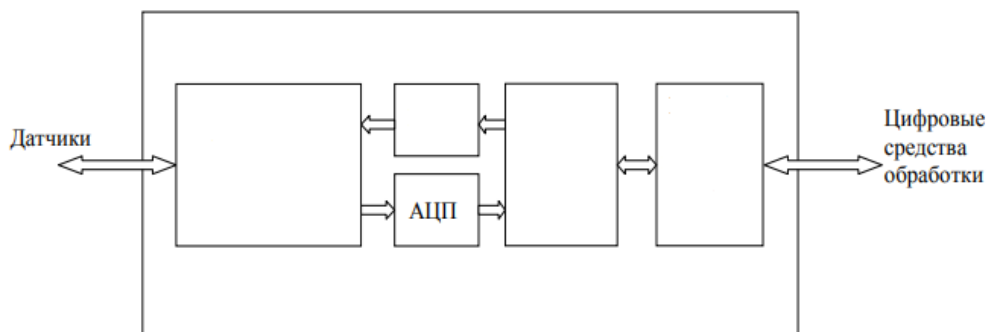 Датчики
АЦП
Цифровые
средства
обработки